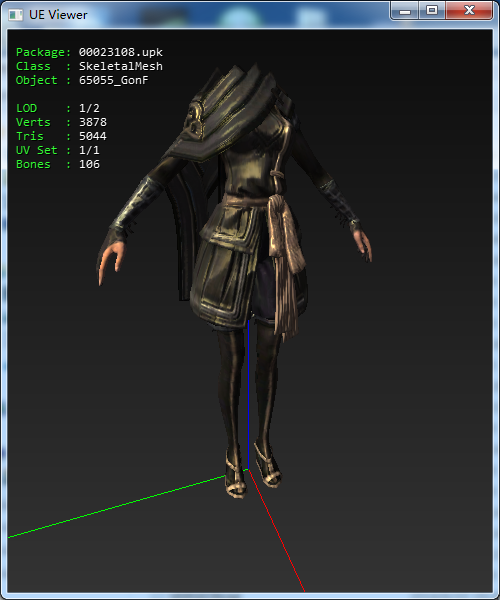 UE Viewer
Package: 00023108.upk
Class : SkeletalMesh
Object : 65055_GonF
LOD : 1/2
Verts : 3878
Tris : 5044
UV Set : 1/1
Bones : 106